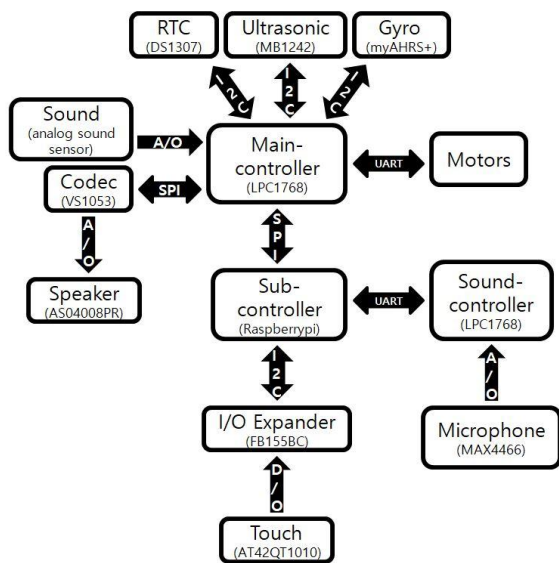 RTC
(DS1307)
Ultrasonic
(MB1242)
Gyro
(myAHRS+)
I2C
I2C
I2C
Sound
(analog sound
sensor)
A/O
Main-
controller
(LPC1768)
UART
Motors
Codec
(VS1053)
SPI
A/O
SPI
Speaker
(AS04008PR)
Sub-
controller
(Raspberrypi)
UART
Sound-
controller
(LPC1768)
I2C
A/O
I/O Expander
(FB155BC)
Microphone
(MAX4466)
D/O
Touch
(AT42QT1010)